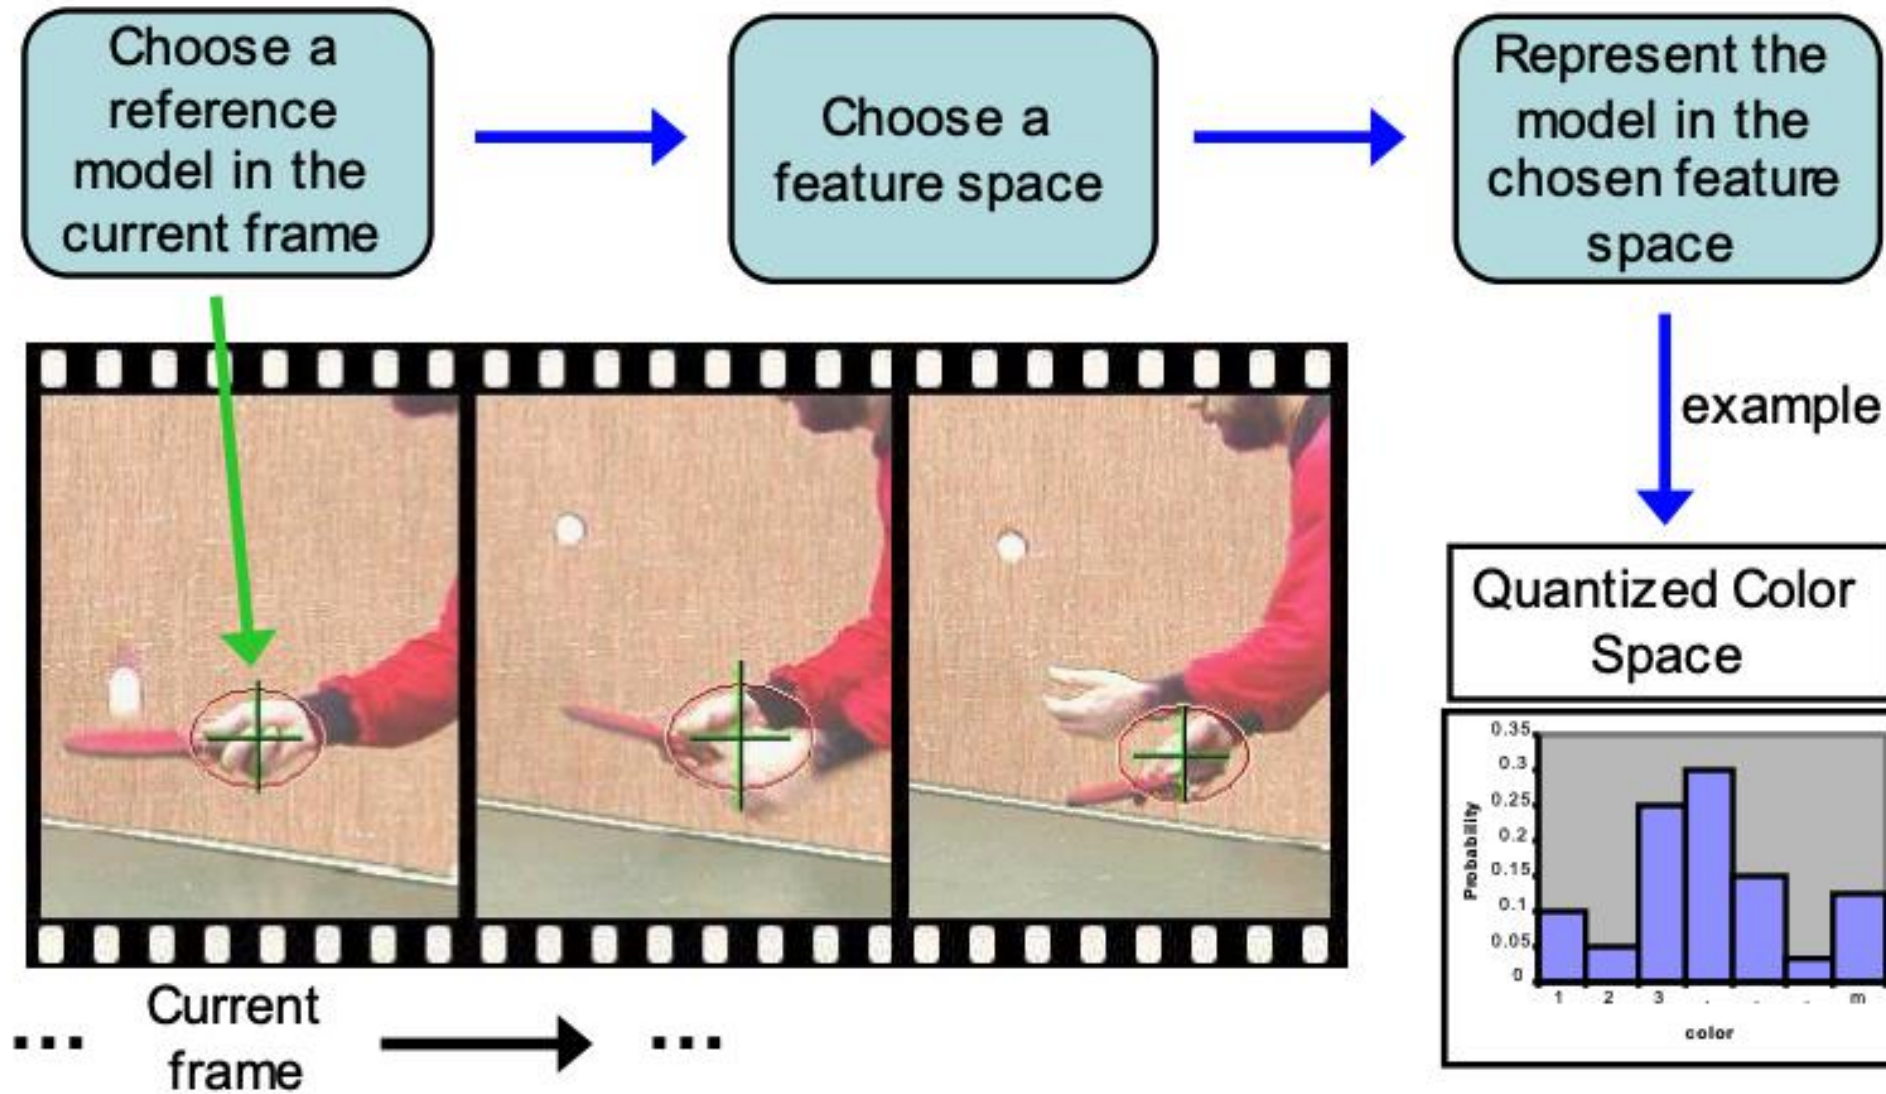 Choose a
reference
model in the
current frame
Choose a
feature space
Represent the
model in the
chosen feature
space
example
Quantized Color
Space
0.35
0.3
0.25
0.2
0.15
0.1
0.05
0
Probability
1 2 3 . . . m
color
... Current
frame ...